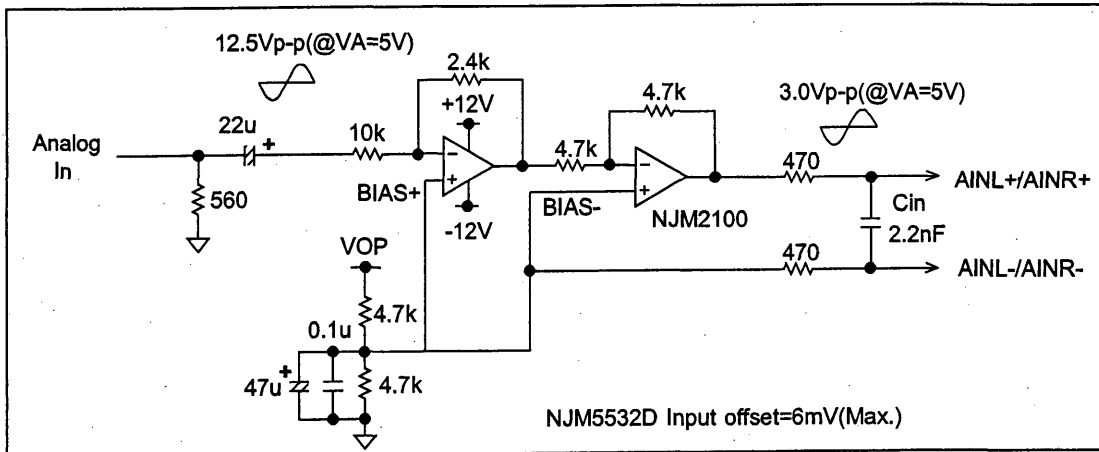 12.5Vp-p(@VA=5V)
2.4k
+12V
4.7k
3.0Vp-p(@VA=5V)
Analog
In
22u
+
10k
−
+
BIAS+
-12V
4.7k
−
+
BIAS-
NJM2100
470
AINL+/AINR+
560
Cin
2.2nF
VOP
470
AINL-/AINR-
4.7k
0.1u
47u
+
4.7k
NJM5532D Input offset=6mV(Max.)